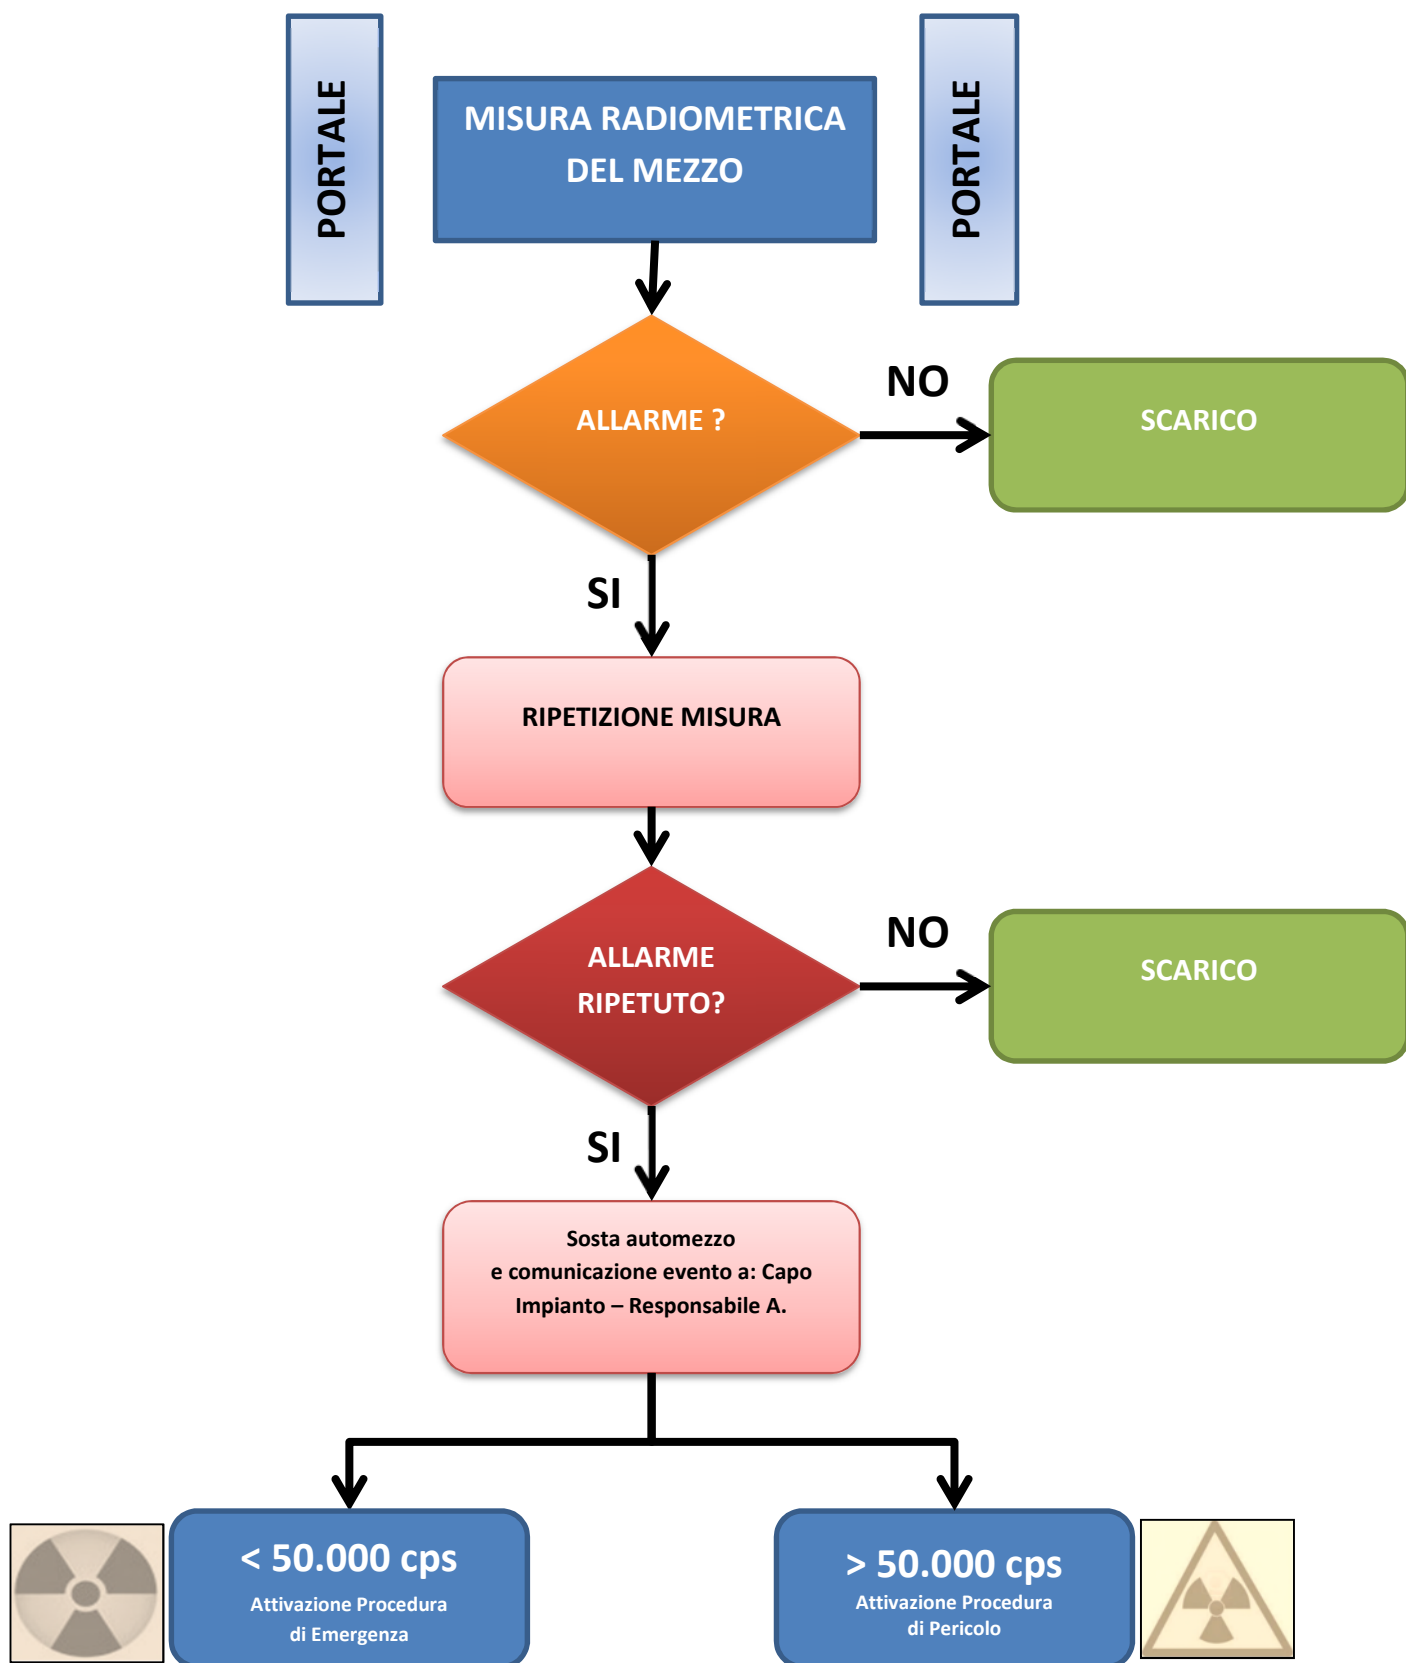 PORTALE
MISURA RADIOMETRICA
DEL MEZZO
PORTALE
ALLARME ?
NO
SCARICO
SI
RIPETIZIONE MISURA
ALLARME
RIPETUTO?
NO
SCARICO
SI
Sosta automezzo
e comunicazione evento a: Capo
Impianto – Responsabile A.
< 50.000 cps
Attivazione Procedura
di Emergenza
> 50.000 cps
Attivazione Procedura
di Pericolo